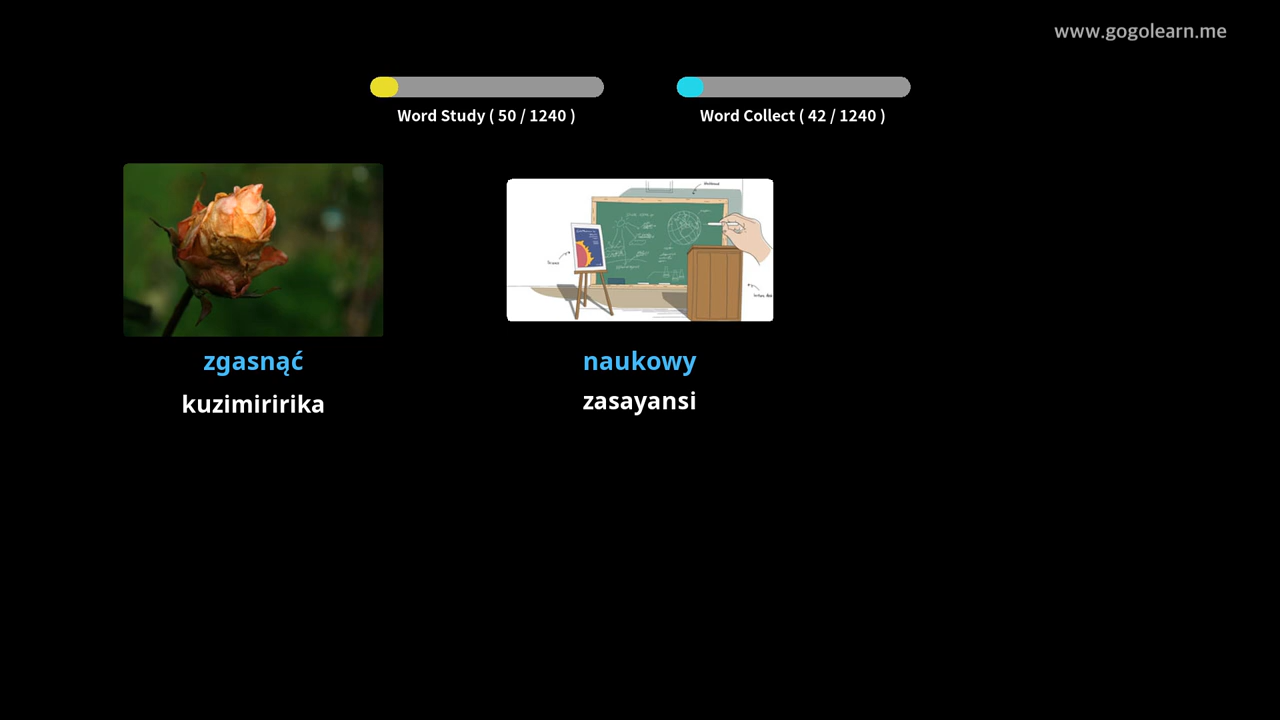 www.gogolearn.me
Word Study ( 50 / 1240 )
Word Collect ( 42 / 1240 )
zgasnąć
naukowy
kuzimiririka
zasayansi